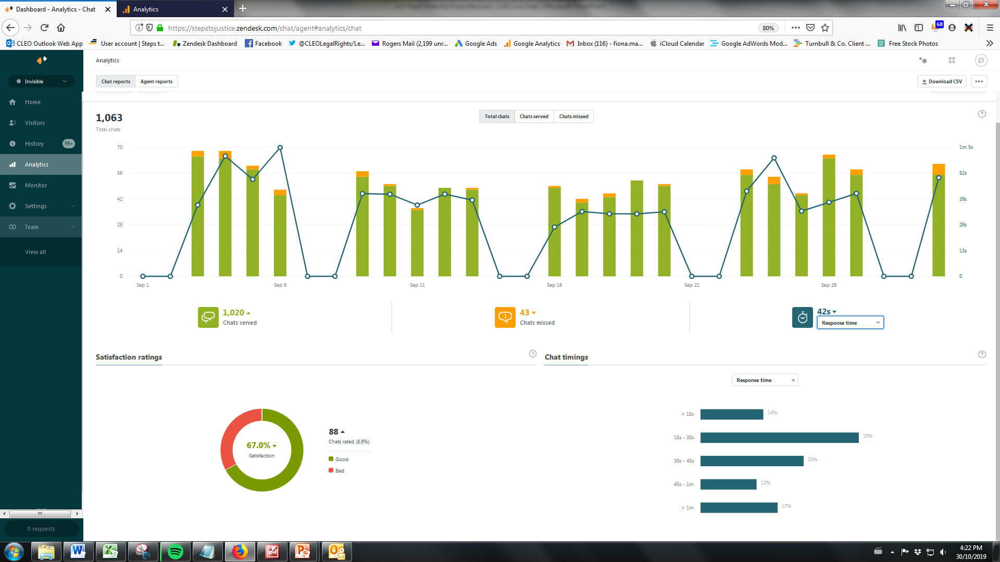 Dashboard - Analytics - Chat
Analytics
https://stepstojustice.zendesk.com/chat/agent#analytics/chat
80%
68
CLEO Outlook Web App
User account | Steps t...
Zendesk Dashboard
Facebook
@CLEOLegalRights/Le...
Rogers Mail (2,199 unr...
Google Ads
Google Analytics
Inbox (116) - fiona.ma...
iCloud Calendar
Google AdWords Mod...
Turnbull & Co. Client ...
Free Stock Photos
Invisible
Home
Visitors
History
99+
Analytics
Monitor
Settings
Team
View all
0 requests
Analytics
Chat reports
Agent reports
Download CSV
1,063
Total chats
Total chats
Chats served
Chats missed
70
56
42
28
14
0
1m 5s
52s
39s
26s
13s
0
Sep 1
Sep 6
Sep 11
Sep 16
Sep 21
Sep 26
1,020
Chats served
43
Chats missed
42s
Response time
Satisfaction ratings
67.0%
Satisfaction
88
Chats rated (8.6%)
Good
Bad
Chat timings
Response time
< 15s
14%
15s - 30s
35%
30s - 45s
23%
45s - 1m
12%
> 1m
17%
4:22 PM
30/10/2019